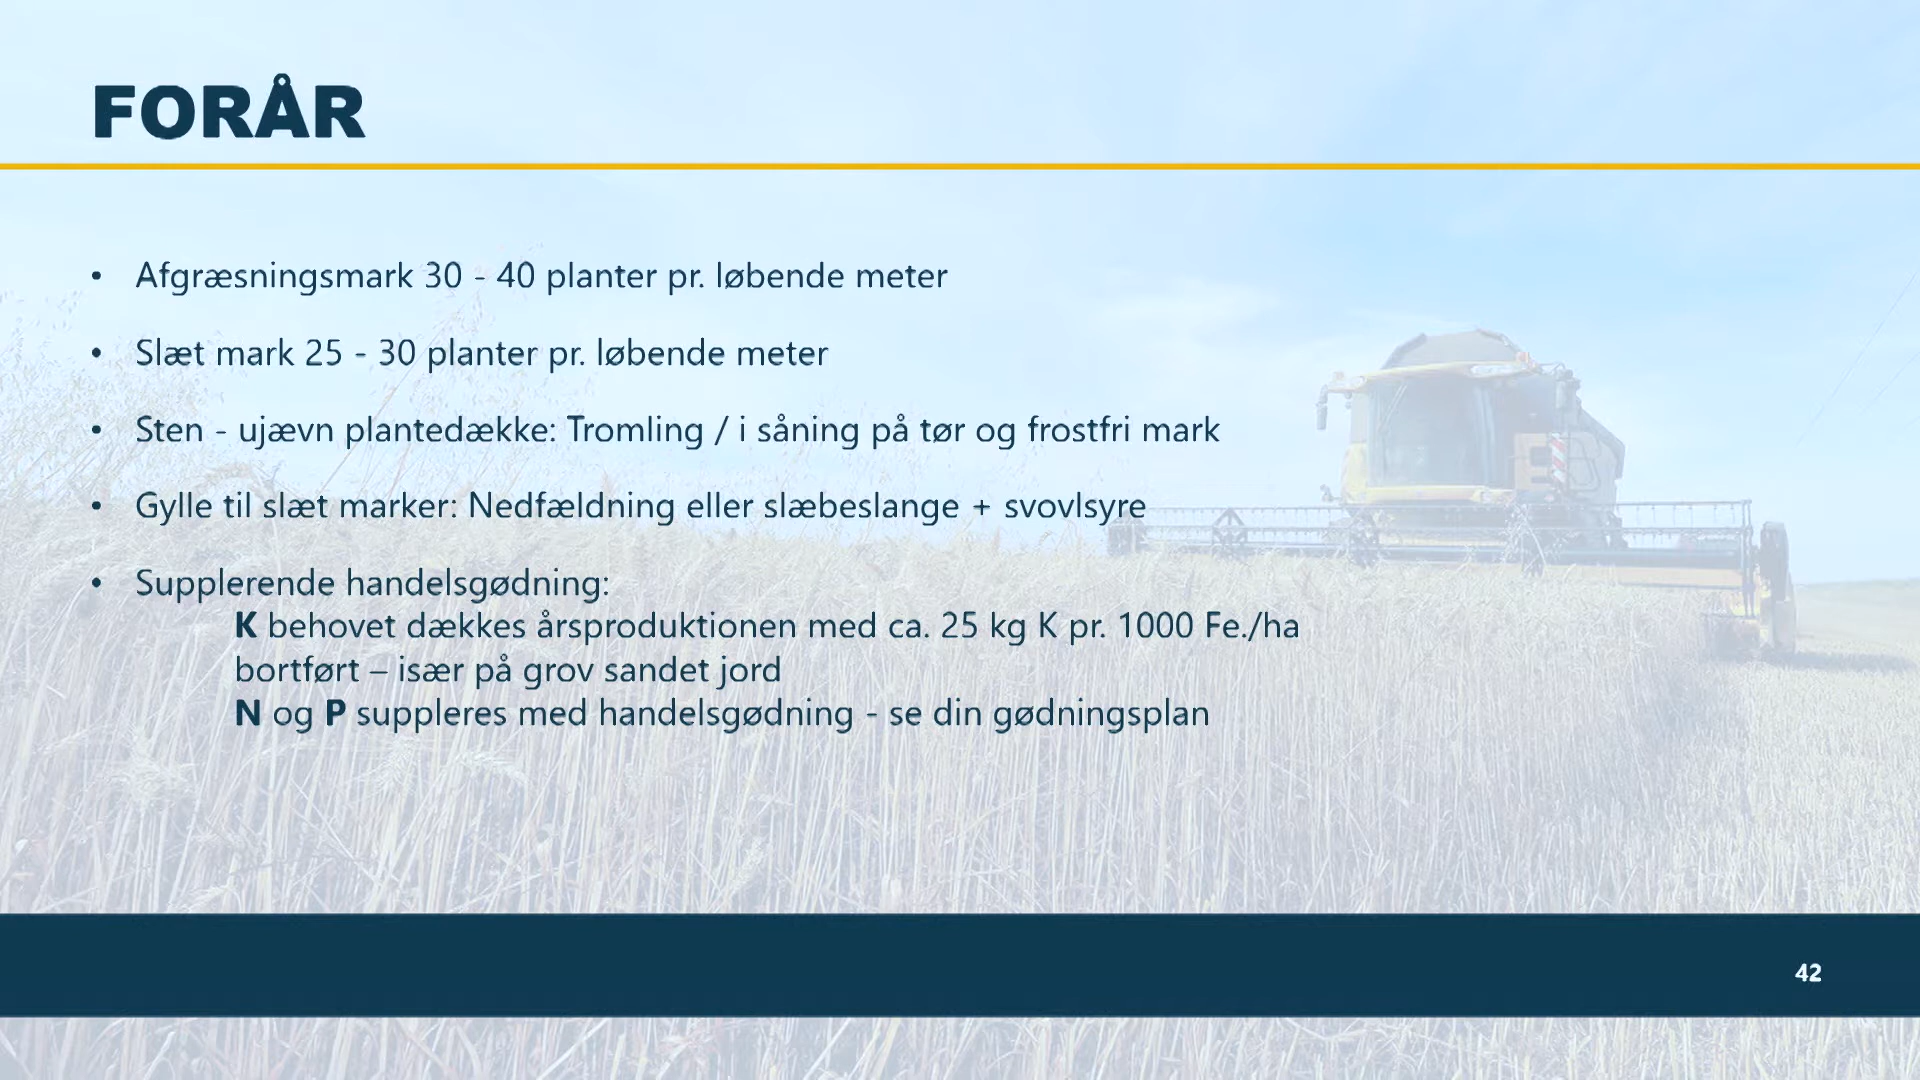 FORÅR
• Afgræsningsmark 30 - 40 planter pr. løbende meter
• Slæt mark 25 - 30 planter pr. løbende meter
• Sten - ujævn plantedække: Tromling / i såning på tør og frostfri mark
• Gylle til slæt marker: Nedfældning eller slæbeslange + svovlsyre
• Supplerende handelsgødning:
K behovet dækkes årsproduktionen med ca. 25 kg K pr. 1000 Fe./ha
bortført – især på grov sandet jord
N og P suppleres med handelsgødning - se din gødningsplan
42